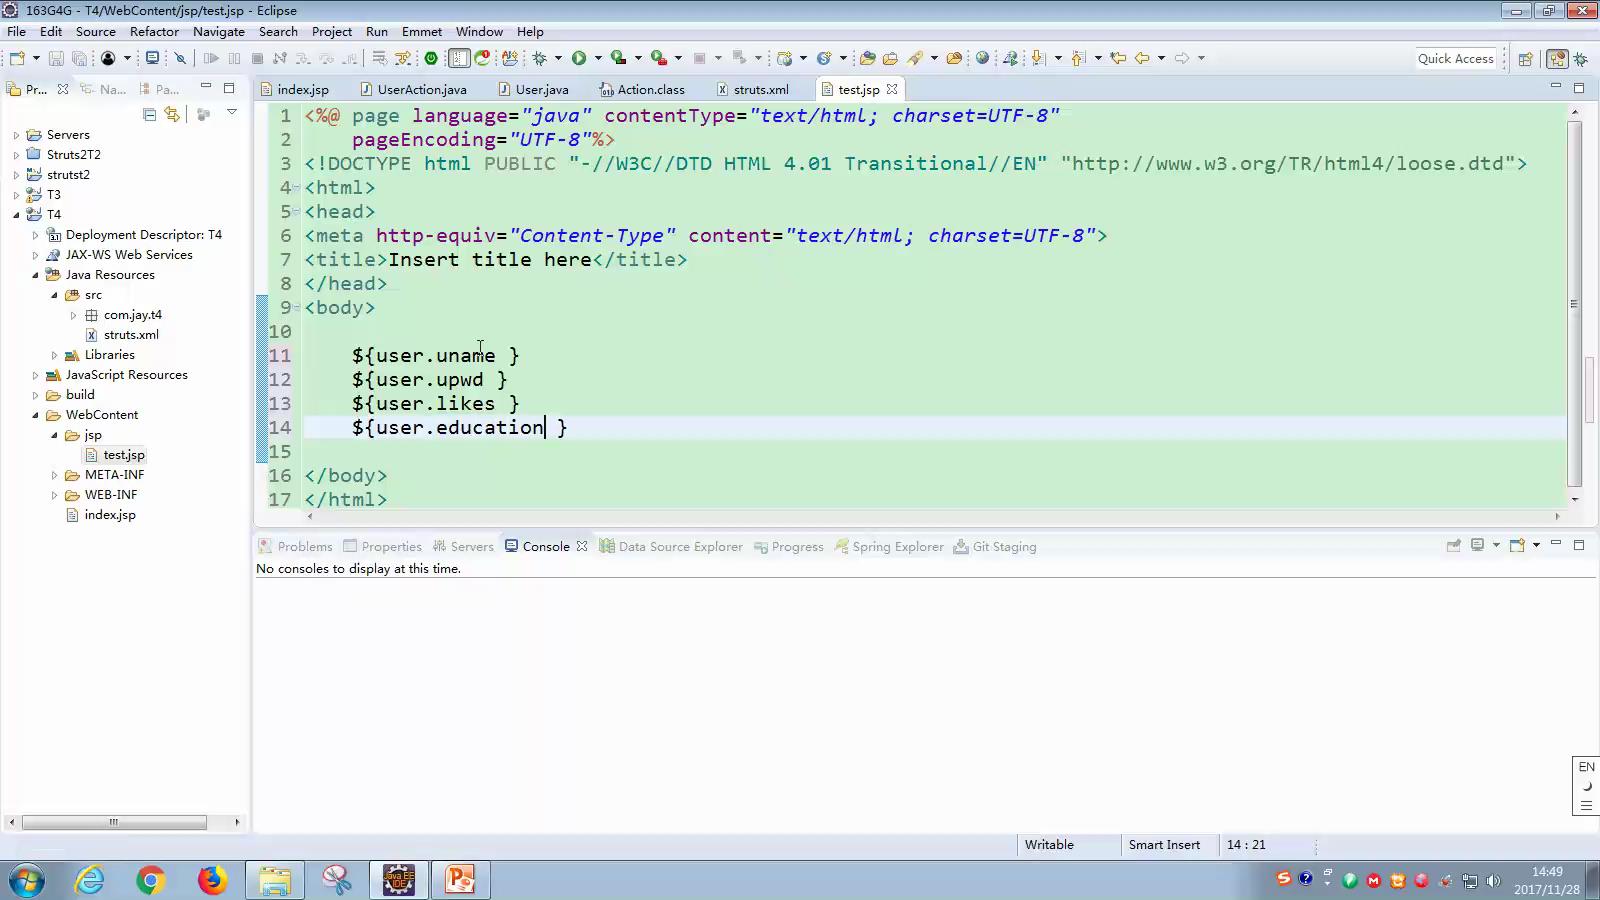 163G4G - T4/WebContent/jsp/test.jsp - Eclipse
File Edit Source Refactor Navigate Search Project Run Emmet Window Help
Quick Access
Pr... Na... Pa...
index.jsp UserAction.java User.java Action.class struts.xml test.jsp
Servers
Struts2T2
strutst2
T3
T4
Deployment Descriptor: T4
JAX-WS Web Services
Java Resources
src
com.jay.t4
struts.xml
Libraries
JavaScript Resources
build
WebContent
jsp
test.jsp
META-INF
WEB-INF
index.jsp
1 <%@ page language="java" contentType="text/html; charset=UTF-8"
2 pageEncoding="UTF-8"%>
3 <!DOCTYPE html PUBLIC "-//W3C//DTD HTML 4.01 Transitional//EN" "http://www.w3.org/TR/html4/loose.dtd">
4 <html>
5 <head>
6 <meta http-equiv="Content-Type" content="text/html; charset=UTF-8">
7 <title>Insert title here</title>
8 </head>
9 <body>
10
11 ${user.uname }
12 ${user.upwd }
13 ${user.likes }
14 ${user.education }
15
16 </body>
17 </html>
Problems Properties Servers Console Data Source Explorer Progress Spring Explorer Git Staging
No consoles to display at this time.
EN
Writable Smart Insert 14 : 21
Java EE
IDE
14:49
2017/11/28